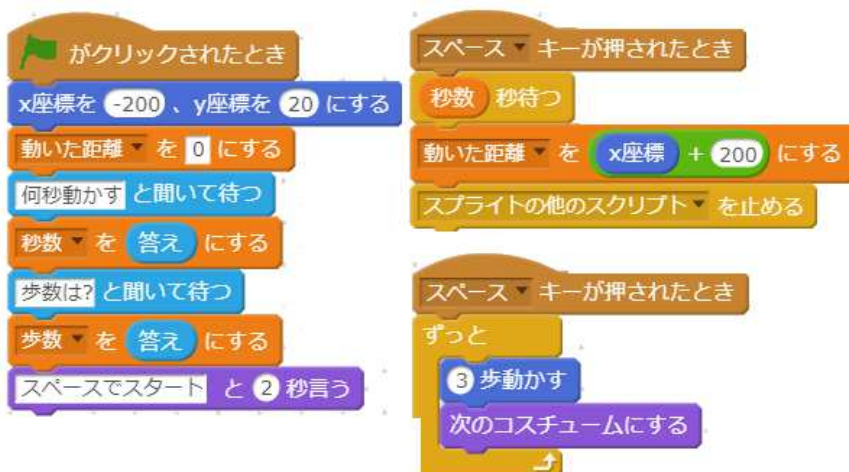 がクリックされたとき
x座標を -200 、y座標を 20 にする
動いた距離 を 0 にする
何秒動かす と聞いて待つ
秒数 を 答え にする
歩数は? と聞いて待つ
歩数 を 答え にする
スペースでスタート と 2 秒言う
スペース キーが押されたとき
秒数 秒待つ
動いた距離 を x座標 + 200 にする
スプライトの他のスクリプト を止める
スペース キーが押されたとき
ずっと
3 歩動かす
次のコスチュームにする